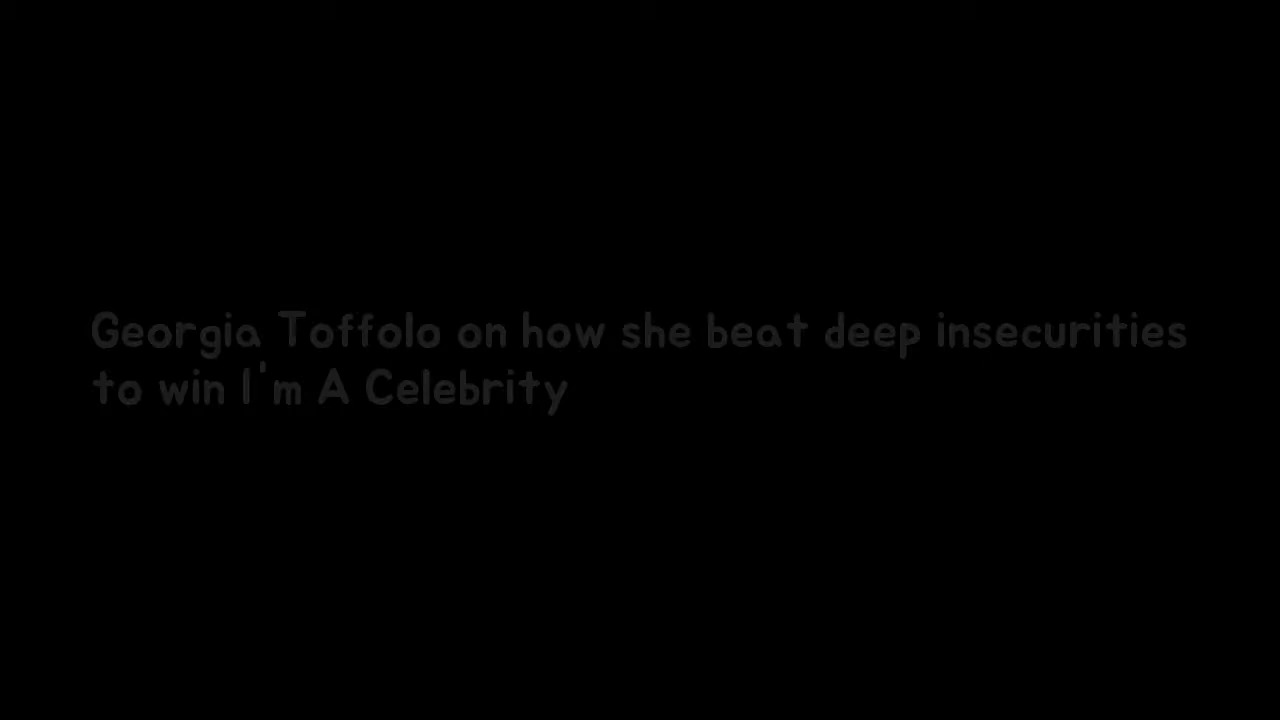 Georgia Toffolo on how she beat deep insecurities
to win I'm A Celebrity